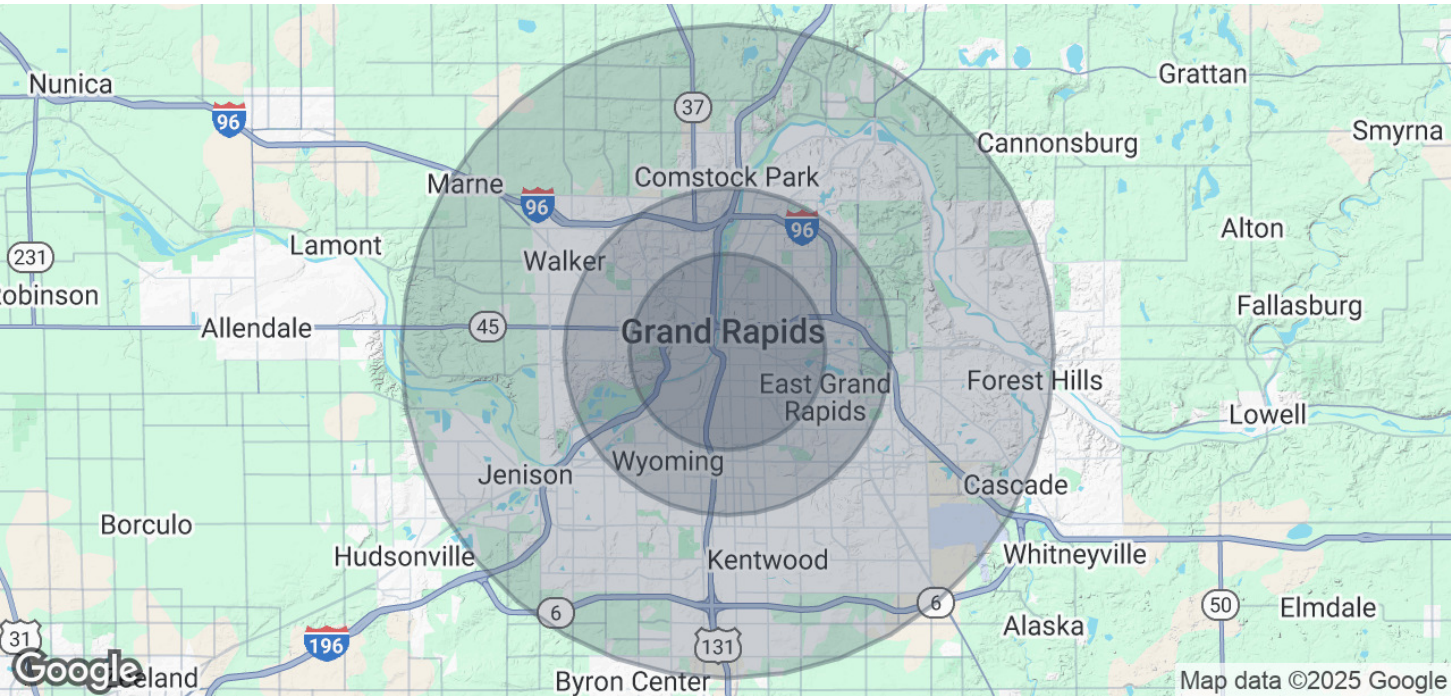 Grattan
Nunica
37
96
Smyrna
Cannonsburg
Comstock Park
Marne
96
96
Alton
Lamont
231
Walker
Robinson
Fallasburg
Allendale
45
Grand Rapids
Forest Hills
East Grand
Rapids
Lowell
Wyoming
Jenison
Cascade
Borculo
Hudsonville
Kentwood
Whitneyville
6
6
50
Elmdale
Alaska
31
196
131
Google
Byron Center
Map data ©2025 Google